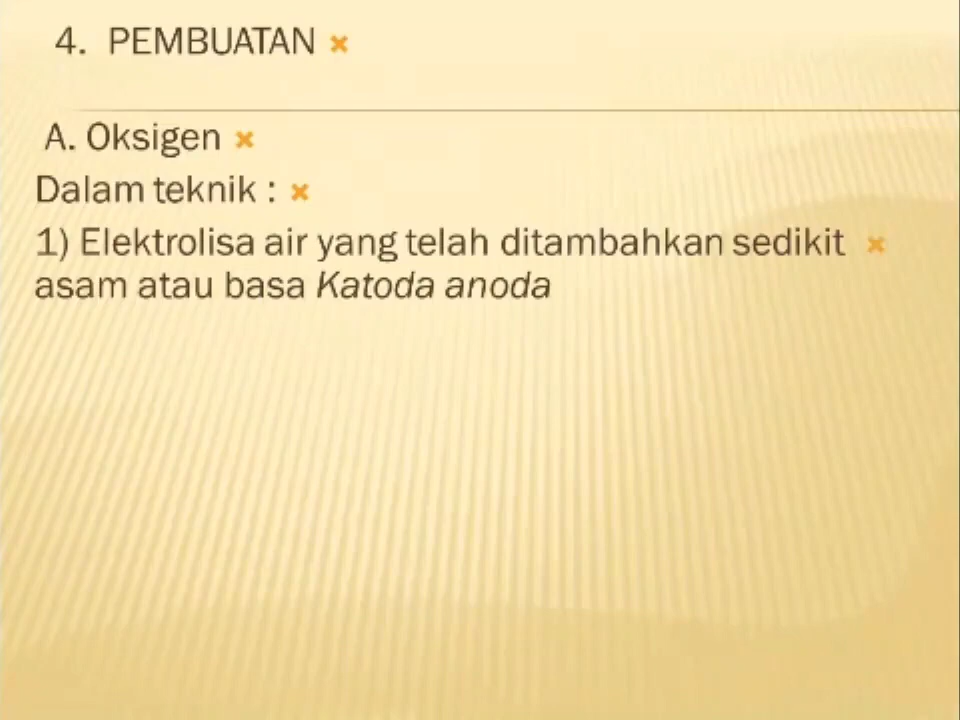 4. PEMBUATAN
A. Oksigen
Dalam teknik :
1) Elektrolisa air yang telah ditambahkan sedikit
asam atau basa Katoda anoda